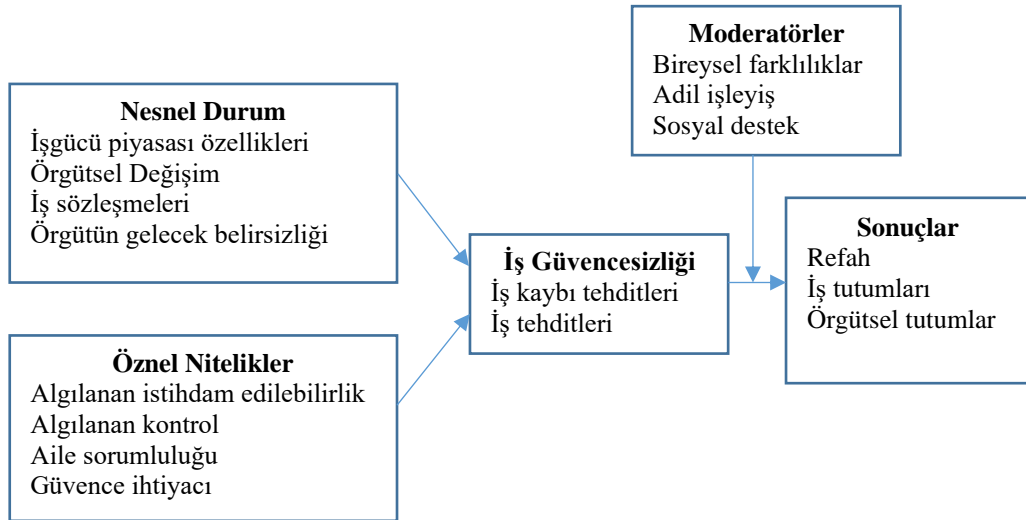 Moderatörler
Bireysel farklılıklar
Adil işleyiş
Sosyal destek
Nesnel Durum
İşgücü piyasası özellikleri
Örgütsel Değişim
İş sözleşmeleri
Örgütün gelecek belirsizliği
İş Güvencesizliği
İş kaybı tehditleri
İş tehditleri
Sonuçlar
Refah
İş tutumları
Örgütsel tutumlar
Öznel Nitelikler
Algılanan istihdam edilebilirlik
Algılanan kontrol
Aile sorumluluğu
Güvence ihtiyacı